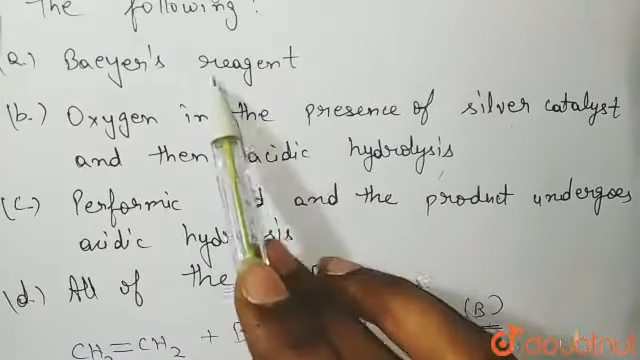 The following:
(a.) Baeyer's reagent
(b.) Oxygen in the presence of silver catalyst
and then acidic hydrolysis
(c) Performic and the product undergoes
acidic
(d.) All of the
(B)
CH2=CH2 +
doubtnut